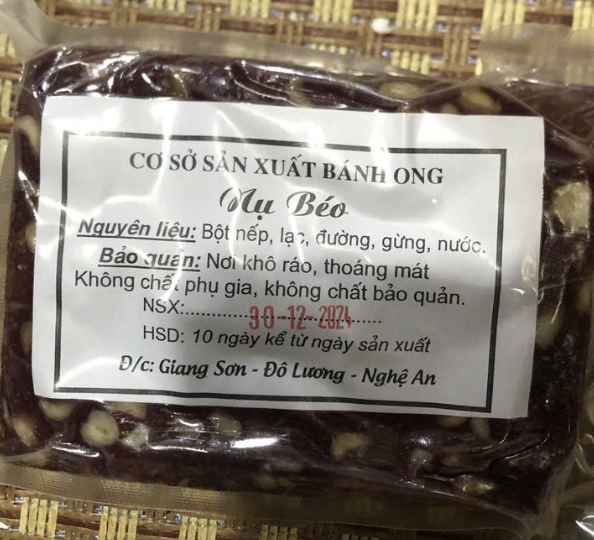 CƠ SỞ SẢN XUẤT BÁNH ONG
Mụ Béo
Nguyên liệu: Bột nếp, lạc, đường, gừng, nước.
Bảo quản: Nơi khô ráo, thoáng mát
Không chất phụ gia, không chất bảo quản.
NSX:.....30-12-2024.....
HSD: 10 ngày kể từ ngày sản xuất
Đ/c: Giang Sơn - Đô Lương - Nghệ An